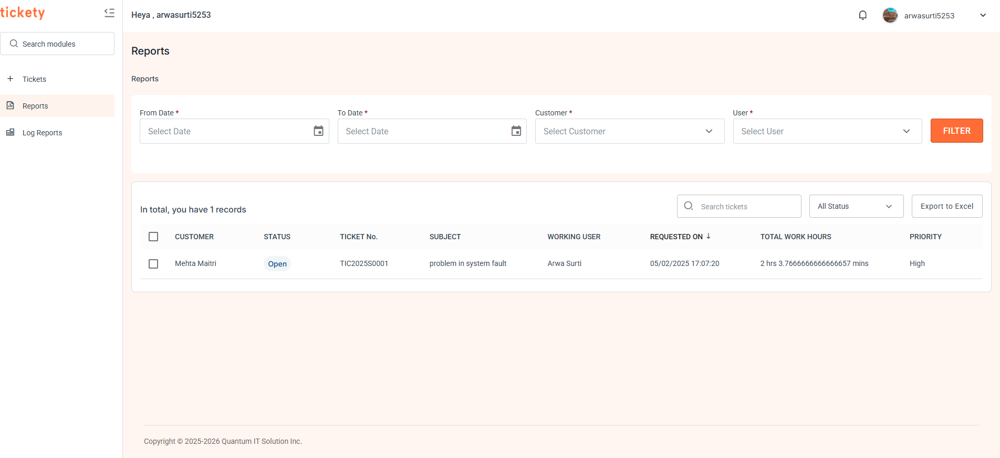 tickety
Search modules
Tickets
Reports
Log Reports
Heya , arwasurti5253
arwasurti5253
Reports
Reports
From Date * To Date * Customer * User *
Select Date Select Date Select Customer Select User FILTER
In total, you have 1 records
Search tickets All Status Export to Excel
CUSTOMER STATUS TICKET No. SUBJECT WORKING USER REQUESTED ON ↓ TOTAL WORK HOURS PRIORITY
Mehta Maitri Open TIC2025S0001 problem in system fault Arwa Surti 05/02/2025 17:07:20 2 hrs 3.7666666666666657 mins High
Copyright © 2025-2026 Quantum IT Solution Inc.